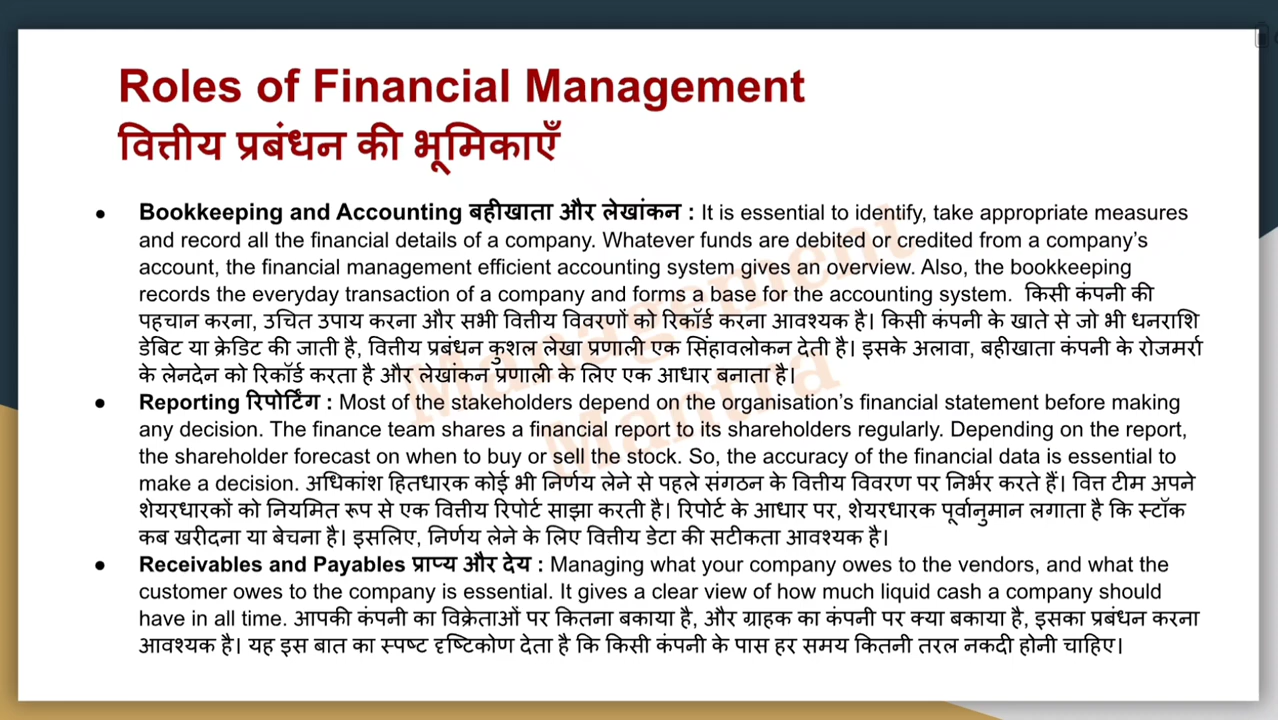 Roles of Financial Management
वित्तीय प्रबंधन की भूमिकाएँ
● Bookkeeping and Accounting बहीखाता और लेखांकन : It is essential to identify, take appropriate measures
and record all the financial details of a company. Whatever funds are debited or credited from a company’s
account, the financial management efficient accounting system gives an overview. Also, the bookkeeping
records the everyday transaction of a company and forms a base for the accounting system. किसी कंपनी की
पहचान करना, उचित उपाय करना और सभी वित्तीय विवरणों को रिकॉर्ड करना आवश्यक है। किसी कंपनी के खाते से जो भी धनराशि
डेबिट या क्रेडिट की जाती है, वित्तीय प्रबंधन कुशल लेखा प्रणाली एक सिंहावलोकन देती है। इसके अलावा, बहीखाता कंपनी के रोजमर्रा
के लेनदेन को रिकॉर्ड करता है और लेखांकन प्रणाली के लिए एक आधार बनाता है।
● Reporting रिपोर्टिंग : Most of the stakeholders depend on the organisation’s financial statement before making
any decision. The finance team shares a financial report to its shareholders regularly. Depending on the report,
the shareholder forecast on when to buy or sell the stock. So, the accuracy of the financial data is essential to
make a decision. अधिकांश हितधारक कोई भी निर्णय लेने से पहले संगठन के वित्तीय विवरण पर निर्भर करते हैं। वित्त टीम अपने
शेयरधारकों को नियमित रूप से एक वित्तीय रिपोर्ट साझा करती है। रिपोर्ट के आधार पर, शेयरधारक पूर्वानुमान लगाता है कि स्टॉक
कब खरीदना या बेचना है। इसलिए, निर्णय लेने के लिए वित्तीय डेटा की सटीकता आवश्यक है।
● Receivables and Payables प्राप्य और देय : Managing what your company owes to the vendors, and what the
customer owes to the company is essential. It gives a clear view of how much liquid cash a company should
have in all time. आपकी कंपनी का विक्रेताओं पर कितना बकाया है, और ग्राहक का कंपनी पर क्या बकाया है, इसका प्रबंधन करना
आवश्यक है। यह इस बात का स्पष्ट दृष्टिकोण देता है कि किसी कंपनी के पास हर समय कितनी तरल नकदी होनी चाहिए।
Management
Mantra